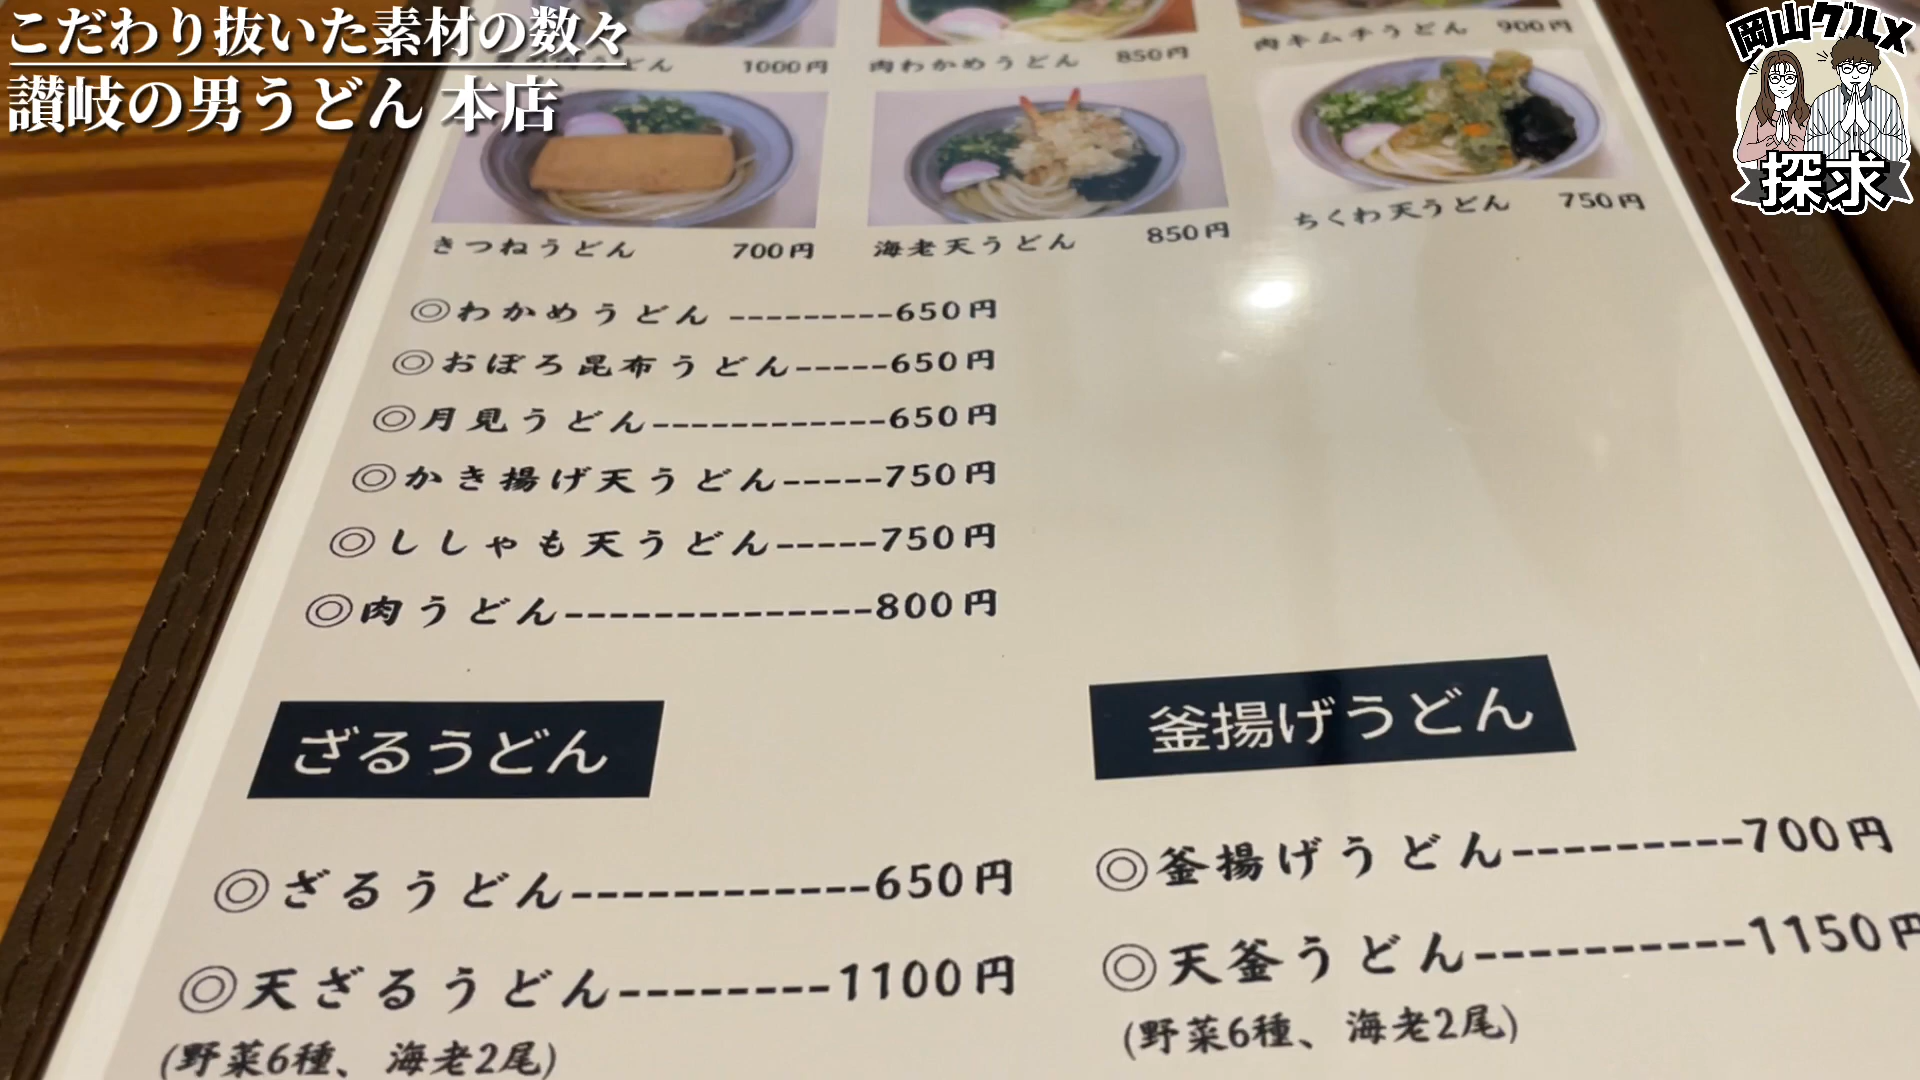 こだわり抜いた素材の数々
讃岐の男うどん 本店
岡山グルメ
探求
1000円
肉わかめうどん 850円
肉キムチうどん 900円
きつねうどん 700円
海老天うどん 850円
ちくわ天うどん 750円
◎わかめうどん ---------650円
◎おぼろ昆布うどん-----650円
◎月見うどん------------650円
◎かき揚げ天うどん-----750円
◎ししゃも天うどん-----750円
◎肉うどん--------------800円
ざるうどん
◎ざるうどん------------650円
◎天ざるうどん--------1100円
(野菜6種、海老2尾)
釜揚げうどん
◎釜揚げうどん---------700円
◎天釜うどん----------1150円
(野菜6種、海老2尾)